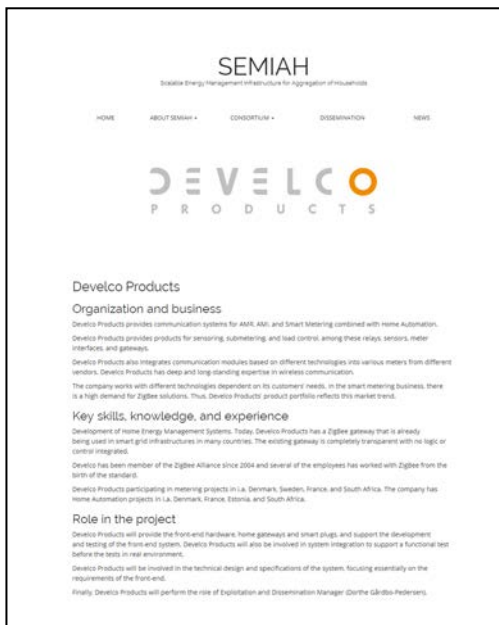 SEMIAH
Scalable Energy Management Infrastructure for Aggregation of Households
HOME ABOUT SEMIAH CONSORTIUM DISSEMINATION NEWS
DEVELCO
PRODUCTS
Develco Products
Organization and business
Develco Products provides communication systems for AMR, AMI, and Smart Metering combined with Home Automation.
Develco Products provides products for sensoring, submetering, and load control, among these relays, sensors, meter
interfaces, and gateways.
Develco Products also integrates communication modules based on different technologies into various meters from different
vendors. Develco Products has deep and long-standing expertise in wireless communication.
The company works with different technologies dependent on its customers' needs. In the smart metering business, there
is a high demand for ZigBee solutions. Thus, Develco Products' product portfolio reflects this market trend.
Key skills, knowledge, and experience
Development of Home Energy Management Systems. Today, Develco Products has a ZigBee gateway that is already
being used in smart grid infrastructures in many countries. The existing gateway is completely transparent with no logic or
control integrated.
Develco has been member of the ZigBee Alliance since 2004 and several of the employees has worked with ZigBee from the
birth of the standard.
Develco Products participating in metering projects in i.a. Denmark, Sweden, France, and South Africa. The company has
Home Automation projects in i.a. Denmark, France, Estonia, and South Africa.
Role in the project
Develco Products will provide the front-end hardware, home gateways and smart plugs, and support the development
and testing of the front-end system. Develco Products will also be involved in system integration to support a functional test
before the tests in real environment.
Develco Products will be involved in the technical design and specifications of the system, focusing essentially on the
requirements of the front-end.
Finally, Develco Products will perform the role of Exploitation and Dissemination Manager (Dorthe Gårdbo-Pedersen).